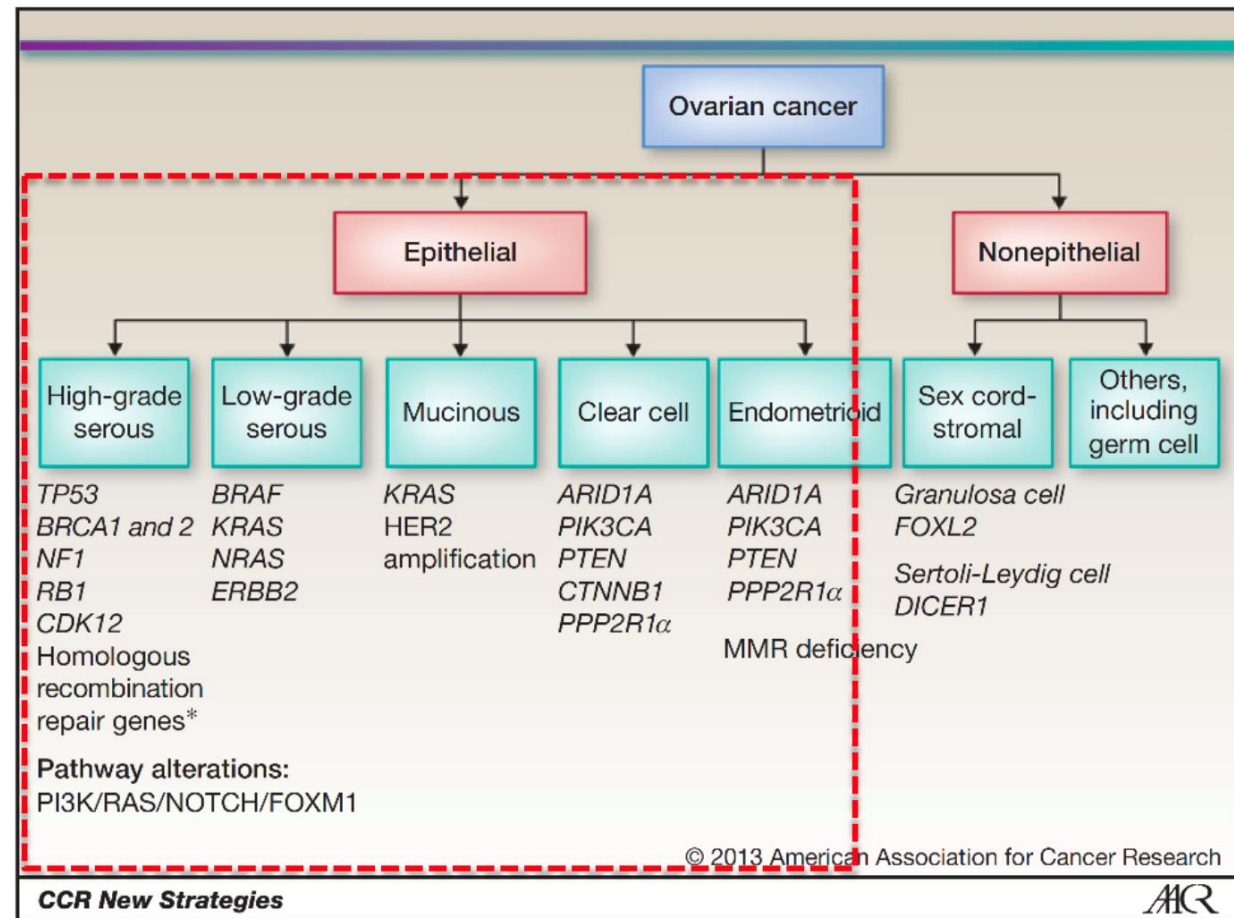 Ovarian cancer
Epithelial
Nonepithelial
High-grade
serous
Low-grade
serous
Mucinous
Clear cell
Endometrioid
Sex cord-
stromal
Others,
including
germ cell
TP53
BRCA1 and 2
NF1
RB1
CDK12
Homologous
recombination
repair genes*
Pathway alterations:
PI3K/RAS/NOTCH/FOXM1
BRAF
KRAS
NRAS
ERBB2
KRAS
HER2
amplification
ARID1A
PIK3CA
PTEN
CTNNB1
PPP2R1α
ARID1A
PIK3CA
PTEN
PPP2R1α
MMR deficiency
Granulosa cell
FOXL2
Sertoli-Leydig cell
DICER1
© 2013 American Association for Cancer Research
CCR New Strategies
AACR